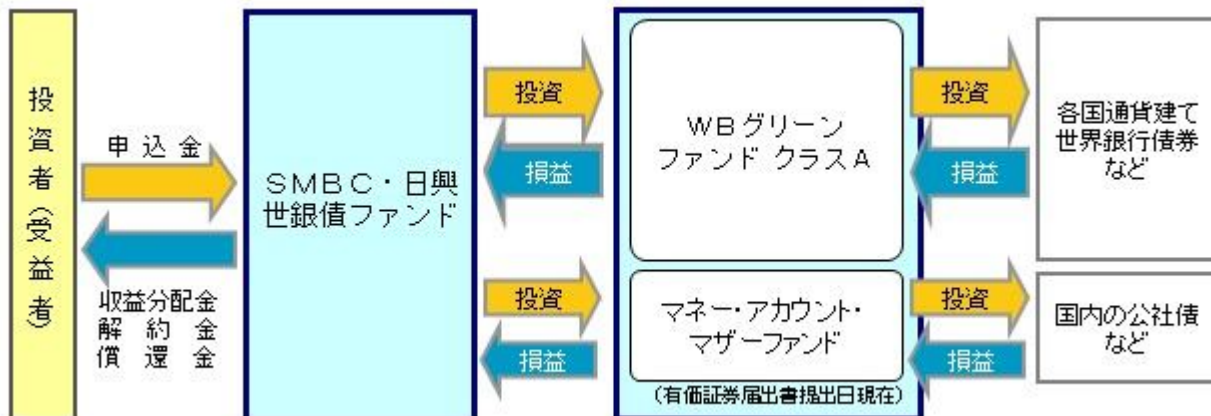 投資者（受益者）
申込金
収益分配金
解約金
償還金
ＳＭＢＣ・日興
世銀債ファンド
投資
損益
投資
損益
ＷＢグリーン
ファンド クラスＡ
マネー・アカウント・
マザーファンド
（有価証券届出書提出日現在）
投資
損益
投資
損益
各国通貨建て
世界銀行債券
など
国内の公社債
など